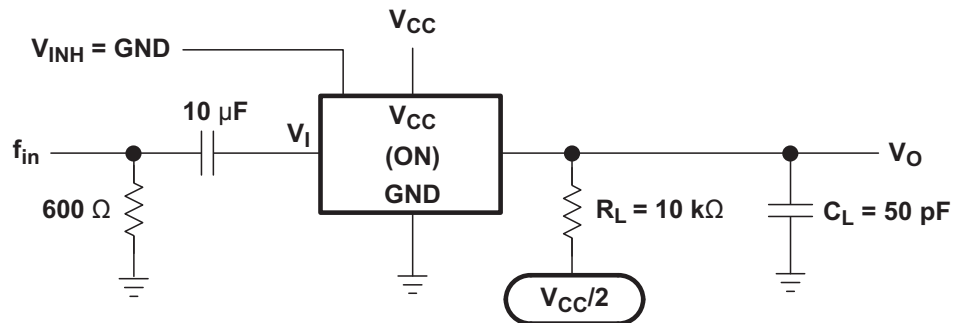 V_CC
V_INH = GND
10 µF
f_in
V_I
V_CC
(ON)
GND
V_O
600 Ω
R_L = 10 kΩ
C_L = 50 pF
V_CC/2